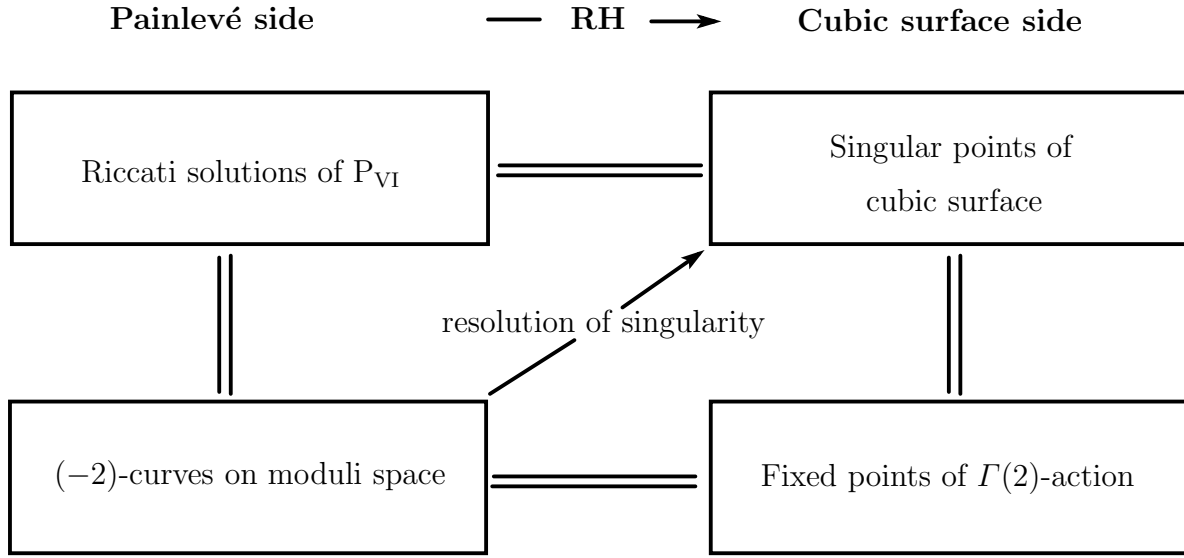 Painlevé side RH Cubic surface side
Riccati solutions of P_VI
Singular points of
cubic surface
resolution of singularity
(−2)-curves on moduli space
Fixed points of Γ(2)-action